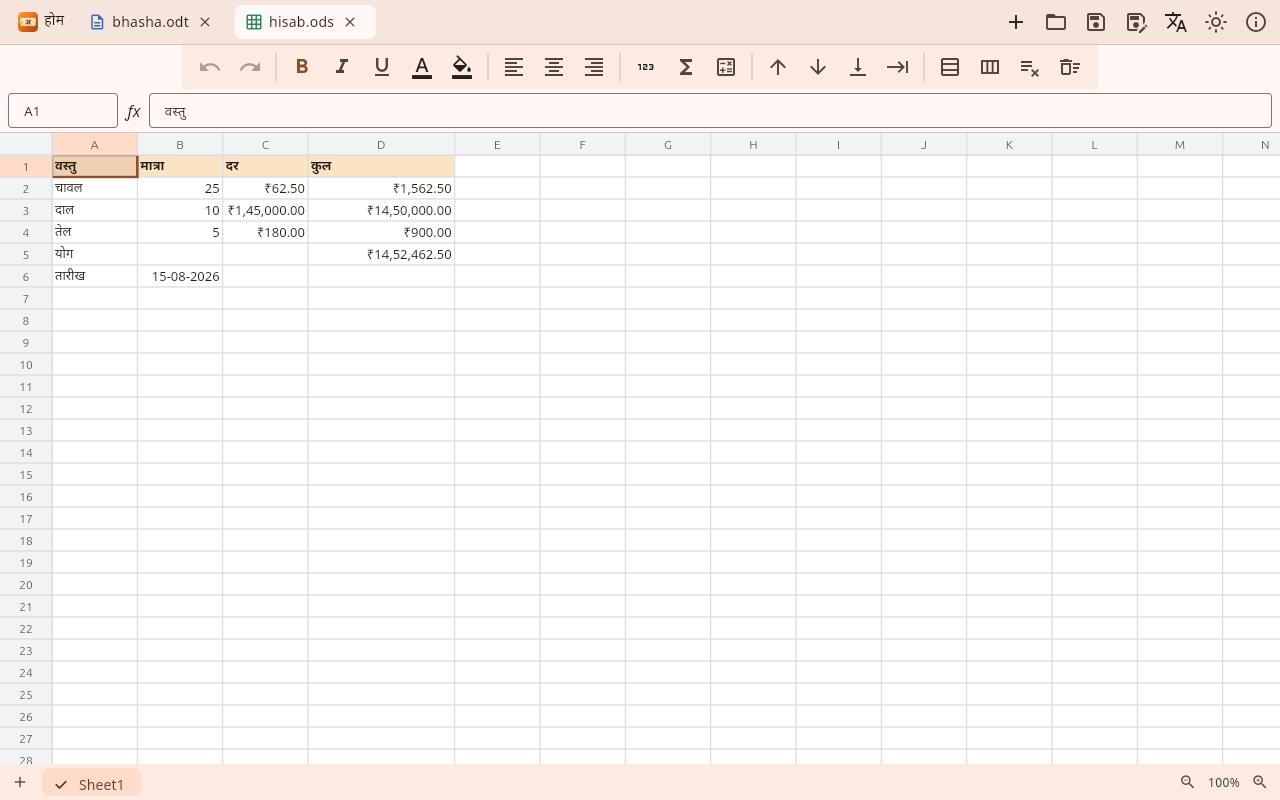 होम bhasha.odt hisab.ods
B I U A 123 Σ
A1 fx वस्तु
A B C D E F G H I J K L M N
1 वस्तु मात्रा दर कुल
2 चावल 25 ₹62.50 ₹1,562.50
3 दाल 10 ₹1,45,000.00 ₹14,50,000.00
4 तेल 5 ₹180.00 ₹900.00
5 योग ₹14,52,462.50
6 तारीख 15-08-2026
7
8
9
10
11
12
13
14
15
16
17
18
19
20
21
22
23
24
25
26
27
28
Sheet1 100%